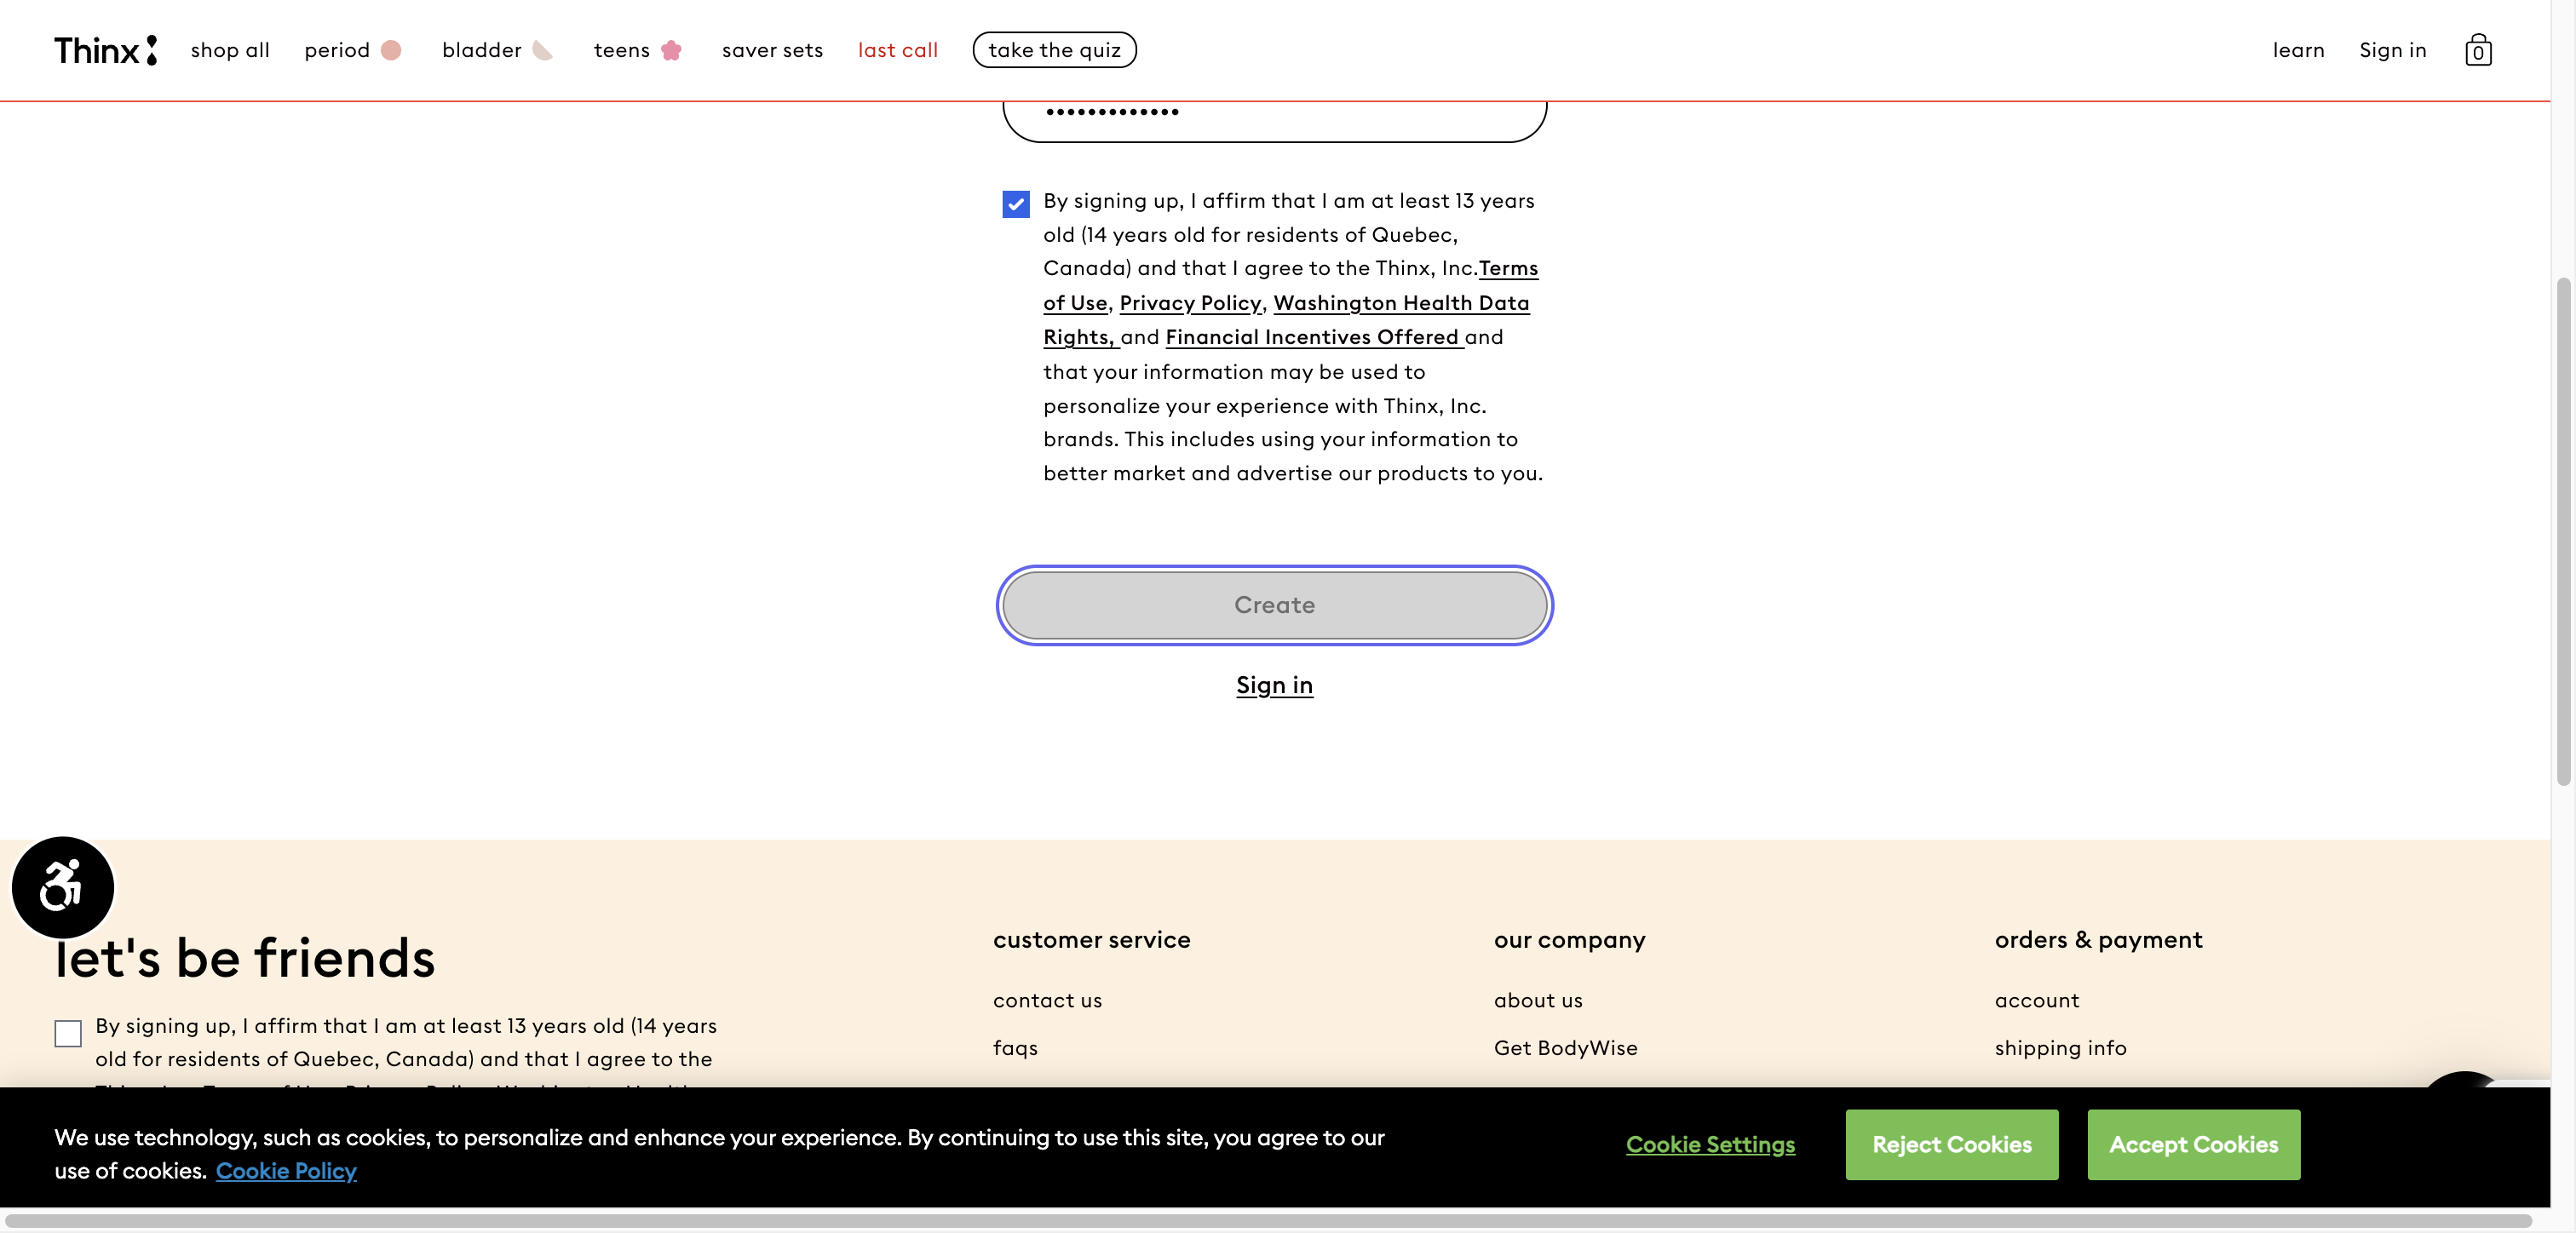 Thinx
shop all
period
bladder
teens
saver sets
last call
take the quiz
learn
Sign in
0
By signing up, I affirm that I am at least 13 years
old (14 years old for residents of Quebec,
Canada) and that I agree to the Thinx, Inc.Terms
of Use, Privacy Policy, Washington Health Data
Rights, and Financial Incentives Offered and
that your information may be used to
personalize your experience with Thinx, Inc.
brands. This includes using your information to
better market and advertise our products to you.
Create
Sign in
let's be friends
By signing up, I affirm that I am at least 13 years old (14 years
old for residents of Quebec, Canada) and that I agree to the
customer service
contact us
faqs
our company
about us
Get BodyWise
orders & payment
account
shipping info
We use technology, such as cookies, to personalize and enhance your experience. By continuing to use this site, you agree to our
use of cookies. Cookie Policy
Cookie Settings
Reject Cookies
Accept Cookies